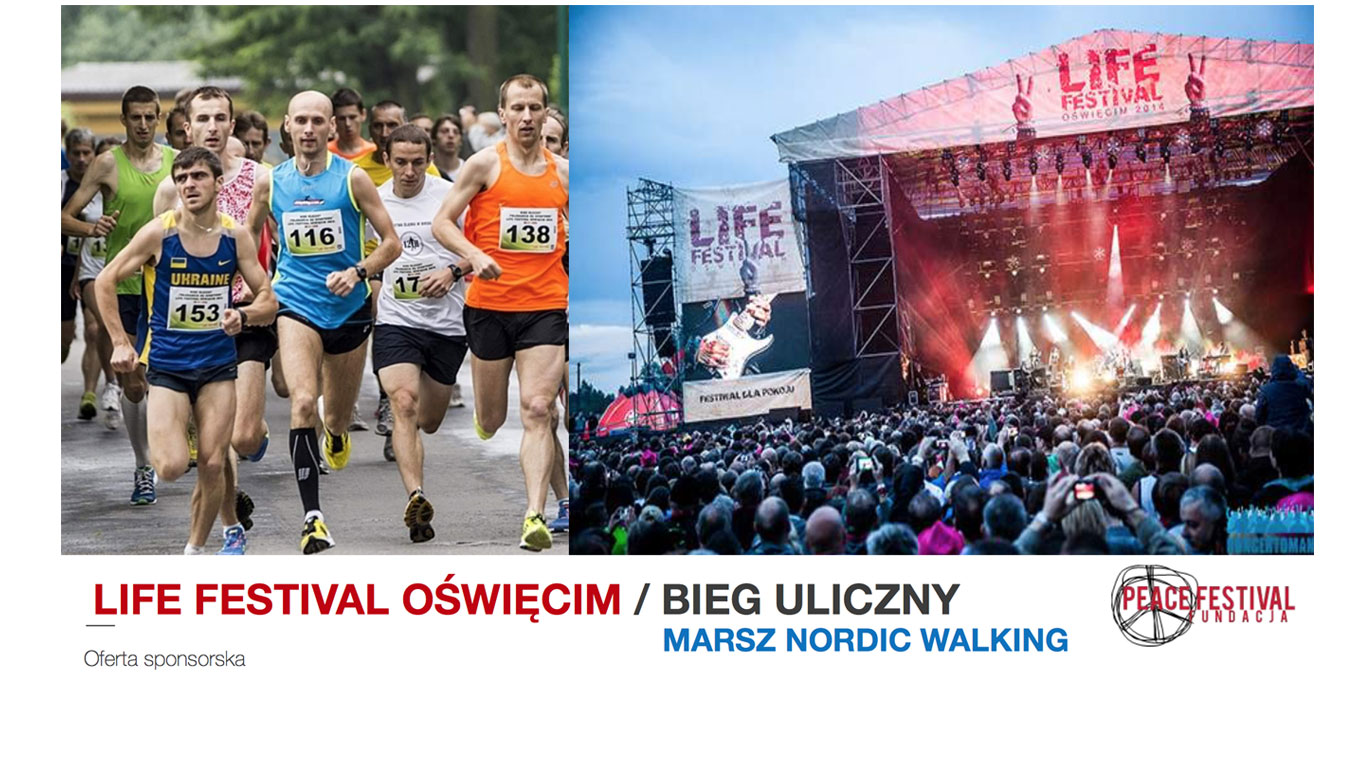 LIFE
FESTIVAL
OŚWIĘCIM 2014
LIFE
FESTIVAL
FESTIWAL DLA POKOJU
UKRAINE
153
116
17
138
LIFE FESTIVAL OŚWIĘCIM / BIEG ULICZNY
MARSZ NORDIC WALKING
Oferta sponsorska
PEACE FESTIVAL
FUNDACJA